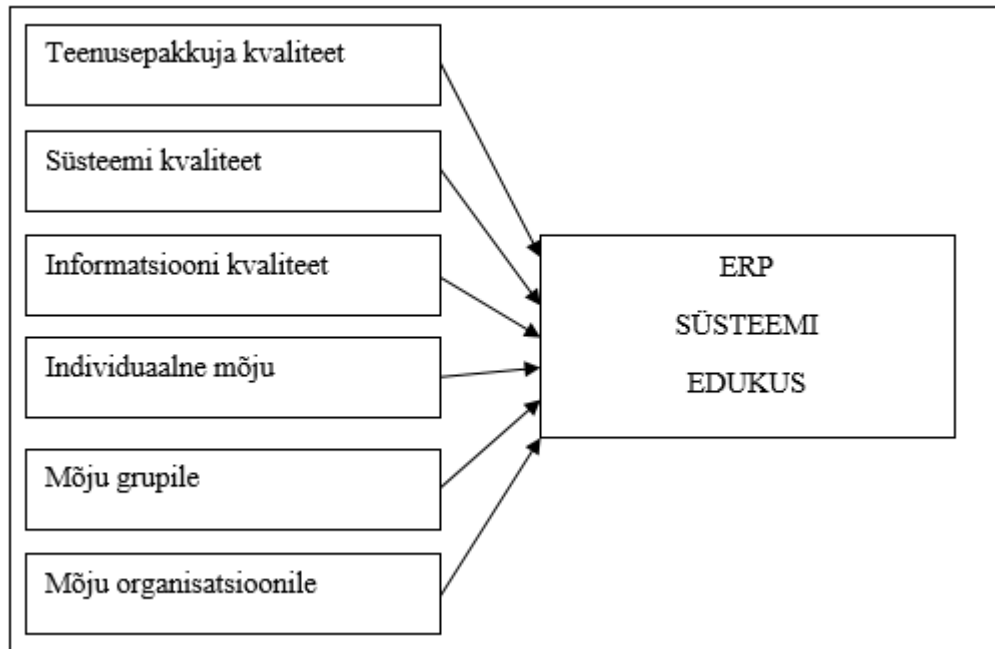 Teenusepakkuja kvaliteet
Süsteemi kvaliteet
Informatsiooni kvaliteet
Individuaalne mõju
Mõju grupile
Mõju organisatsioonile
ERP
SÜSTEEMI
EDUKUS